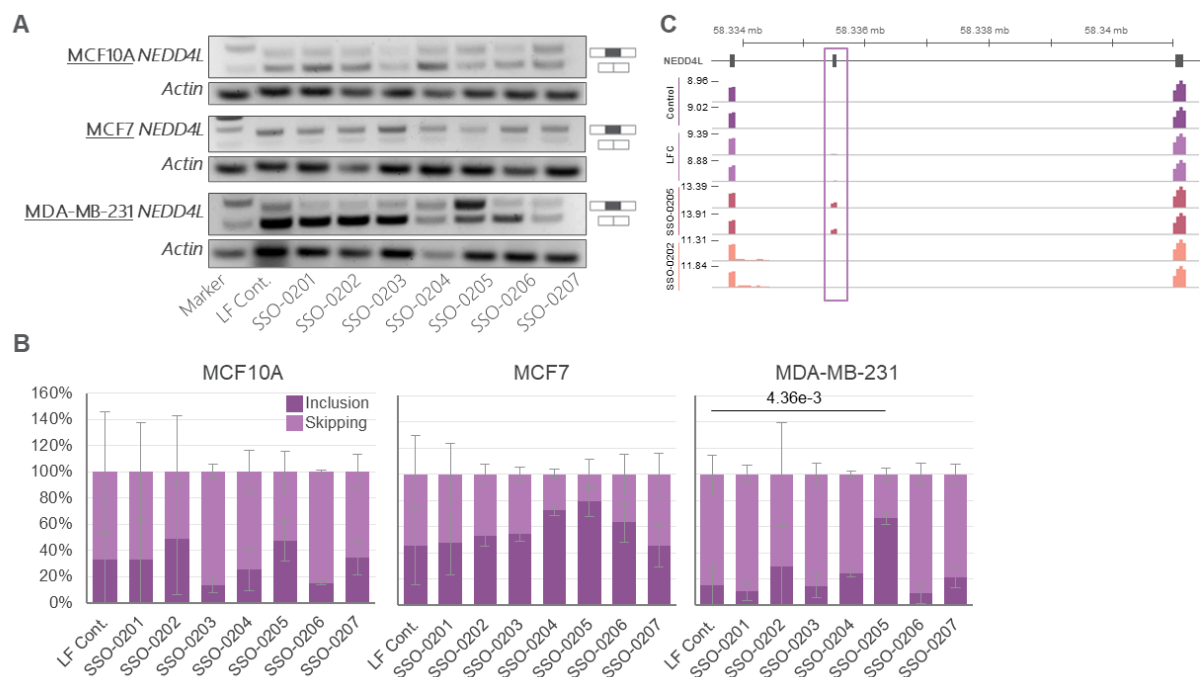 A
MCF10A NEDD4L
Actin
MCF7 NEDD4L
Actin
MDA-MB-231 NEDD4L
Actin
Marker
LF Cont.
SSO-0201
SSO-0202
SSO-0203
SSO-0204
SSO-0205
SSO-0206
SSO-0207
C
58.334 mb 58.336 mb 58.338 mb 58.34 mb
NEDD4L
Control
8.96
9.02
LFC
9.39
8.88
SSO-0205
13.39
13.91
SSO-0202
11.31
11.84
B
MCF10A
160%
140%
120%
100%
80%
60%
40%
20%
0%
Inclusion
Skipping
LF Cont.
SSO-0201
SSO-0202
SSO-0203
SSO-0204
SSO-0205
SSO-0206
SSO-0207
MCF7
LF Cont.
SSO-0201
SSO-0202
SSO-0203
SSO-0204
SSO-0205
SSO-0206
SSO-0207
MDA-MB-231
4.36e-3
LF Cont.
SSO-0201
SSO-0202
SSO-0203
SSO-0204
SSO-0205
SSO-0206
SSO-0207